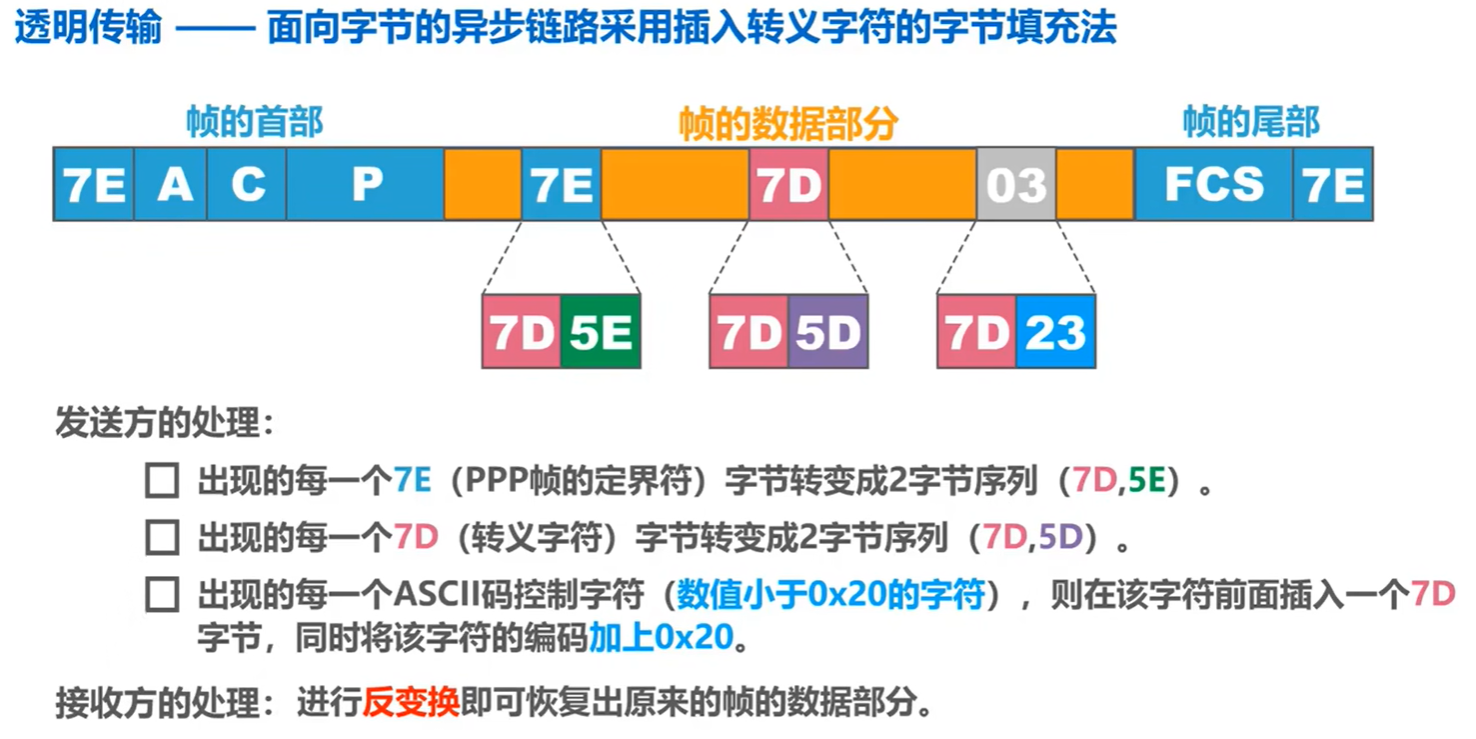 透明传输 —— 面向字节的异步链路采用插入转义字符的字节填充法
帧的首部 帧的数据部分 帧的尾部
7E A C P 7E 7D 03 FCS 7E
7D 5E 7D 5D 7D 23
发送方的处理：
出现的每一个7E（PPP帧的定界符）字节转变成2字节序列（7D,5E）。
出现的每一个7D（转义字符）字节转变成2字节序列（7D,5D）。
出现的每一个ASCII码控制字符（数值小于0x20的字符），则在该字符前面插入一个7D
字节，同时将该字符的编码加上0x20。
接收方的处理：进行反变换即可恢复出原来的帧的数据部分。